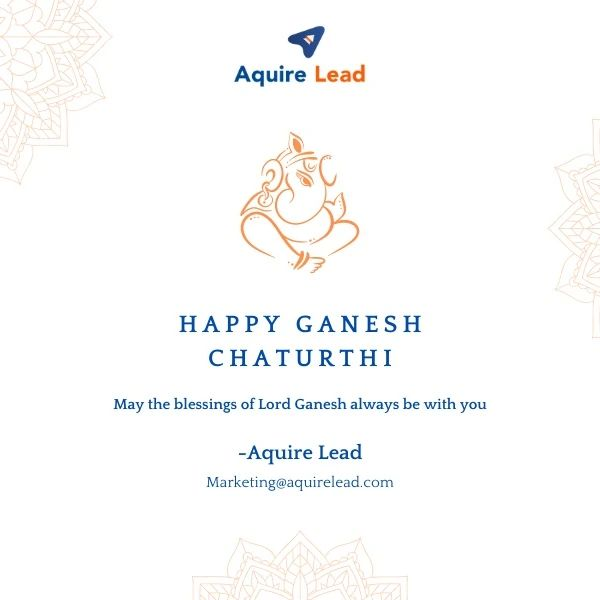 Aquire Lead
HAPPY GANESH
CHATURTHI
May the blessings of Lord Ganesh always be with you
-Aquire Lead
Marketing@aquirelead.com